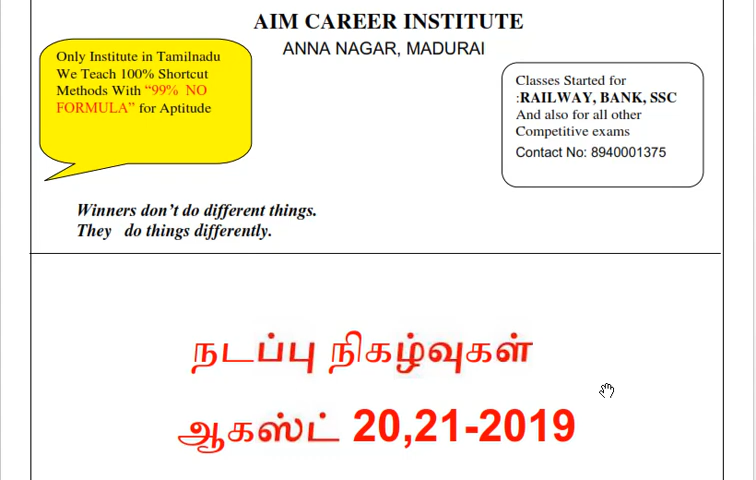 AIM CAREER INSTITUTE
ANNA NAGAR, MADURAI
Only Institute in Tamilnadu
We Teach 100% Shortcut
Methods With “99% NO
FORMULA” for Aptitude
Classes Started for
:RAILWAY, BANK, SSC
And also for all other
Competitive exams
Contact No: 8940001375
Winners don’t do different things.
They do things differently.
நடப்பு நிகழ்வுகள்
ஆகஸ்ட் 20,21-2019